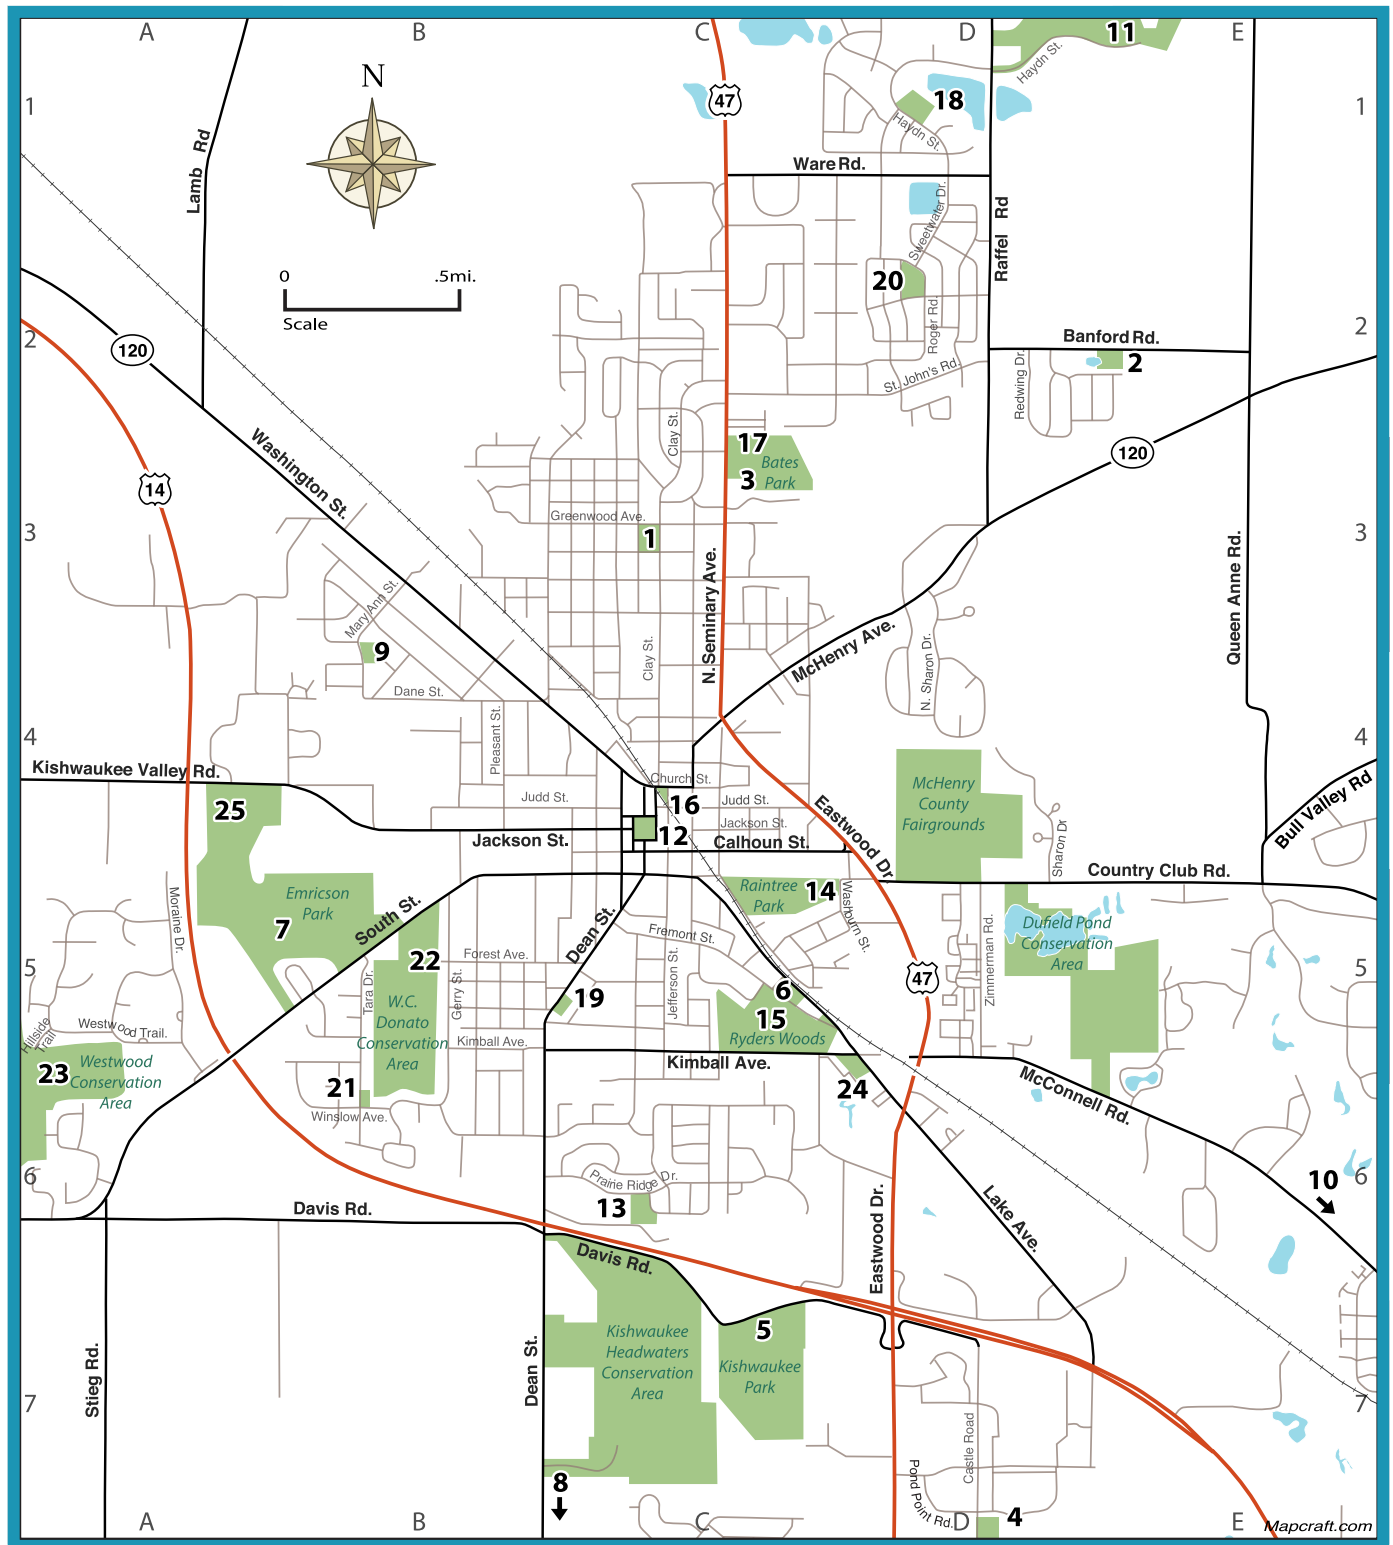 A
B
C
D
E
11
Haydn St.
N
47
18
1
1
Haydn St.
Lamb Rd
Ware Rd.
Sweetwater Dr.
Raffel Rd
0
.5mi.
Scale
20
Roger Rd.
2
2
120
Banford Rd.
2
Redwing Dr.
St. John's Rd.
Clay St.
Washington St.
17
Bates
Park
3
120
14
Greenwood Ave.
1
3
3
N. Seminary Ave.
Queen Anne Rd.
Mary Ann St.
9
Clay St.
McHenry Ave.
N. Sharon Dr.
Dane St.
Pleasant St.
4
4
Kishwaukee Valley Rd.
Church St.
McHenry
County
Fairgrounds
Bull Valley Rd
25
Judd St.
16
Judd St.
Eastwood Dr
Jackson St.
12
Jackson St.
Calhoun St.
Sharon Dr
Country Club Rd.
Raintree
Park
14
Washburn St.
Emricson
Park
7
South St.
Moraine Dr.
Dean St.
Fremont St.
Zimmerman Rd.
Dufield Pond
Conservation
Area
22
Forest Ave.
5
5
47
Tara Dr.
Gerry St.
Jefferson St.
6
19
W.C.
Donato
Conservation
Area
15
Ryders Woods
Hillside
Trail
Westwood Trail.
Kimball Ave.
Kimball Ave.
Westwood
Conservation
Area
23
21
24
McConnell Rd.
Winslow Ave.
6
6
10
Prairie Ridge Dr.
13
Davis Rd.
Lake Ave.
Eastwood Dr.
Davis Rd.
5
Kishwaukee
Headwaters
Conservation
Area
Kishwaukee
Park
Stieg Rd.
Dean St.
7
7
Castle Road
Pond Point Rd.
8
4
A
B
C
D
E
Mapcraft.com